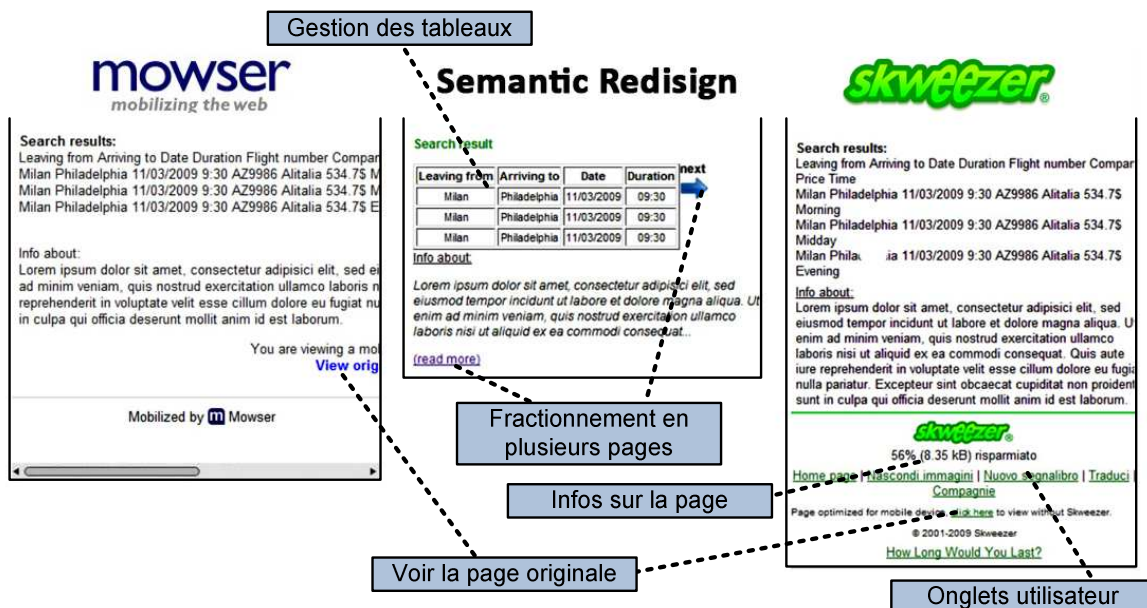 Gestion des tableaux
mowser
mobilizing the web
Search results:
Leaving from Arriving to Date Duration Flight number Compar
Milan Philadelphia 11/03/2009 9:30 AZ9986 Alitalia 534.7$ M
Milan Philadelphia 11/03/2009 9:30 AZ9986 Alitalia 534.7$ M
Milan Philadelphia 11/03/2009 9:30 AZ9986 Alitalia 534.7$ E
Info about:
Lorem ipsum dolor sit amet, consectetur adipisici elit, sed ei
ad minim veniam, quis nostrud exercitation ullamco laboris n
reprehenderit in voluptate velit esse cillum dolore eu fugiat nu
in culpa qui officia deserunt mollit anim id est laborum.
You are viewing a mol
View orig
Mobilized by m Mowser
Semantic Redisign
Search result
Leaving from Arriving to Date Duration next
Milan Philadelphia 11/03/2009 09:30
Milan Philadelphia 11/03/2009 09:30
Milan Philadelphia 11/03/2009 09:30
Info about:
Lorem ipsum dolor sit amet, consectetur adipisici elit, sed
eiusmod tempor incidunt ut labore et dolore magna aliqua. Ut
enim ad minim veniam, quis nostrud exercitation ullamco
laboris nisi ut aliquid ex ea commodi consequat...
(read more)
skweezer®
Search results:
Leaving from Arriving to Date Duration Flight number Compar
Price Time
Milan Philadelphia 11/03/2009 9:30 AZ9986 Alitalia 534.7$
Morning
Milan Philadelphia 11/03/2009 9:30 AZ9986 Alitalia 534.7$
Midday
Milan Phila ia 11/03/2009 9:30 AZ9986 Alitalia 534.7$
Evening
Info about:
Lorem ipsum dolor sit amet, consectetur adipisici elit, sed
eiusmod tempor incidunt ut labore et dolore magna aliqua. U
enim ad minim veniam, quis nostrud exercitation ullamco
laboris nisi ut aliquid ex ea commodi consequat. Quis aute
iure reprehenderit in voluptate velit esse cillum dolore eu fugia
nulla pariatur. Excepteur sint obcaecat cupiditat non proident
sunt in culpa qui officia deserunt mollit anim id est laborum.
skweezer®
56% (8.35 kB) risparmiato
Home page | Nascondi immagini | Nuovo segnalibro | Traduci |
Compagnie
Page optimized for mobile device, click here to view without Skweezer.
© 2001-2009 Skweezer
How Long Would You Last?
Fractionnement en
plusieurs pages
Infos sur la page
Voir la page originale
Onglets utilisateur